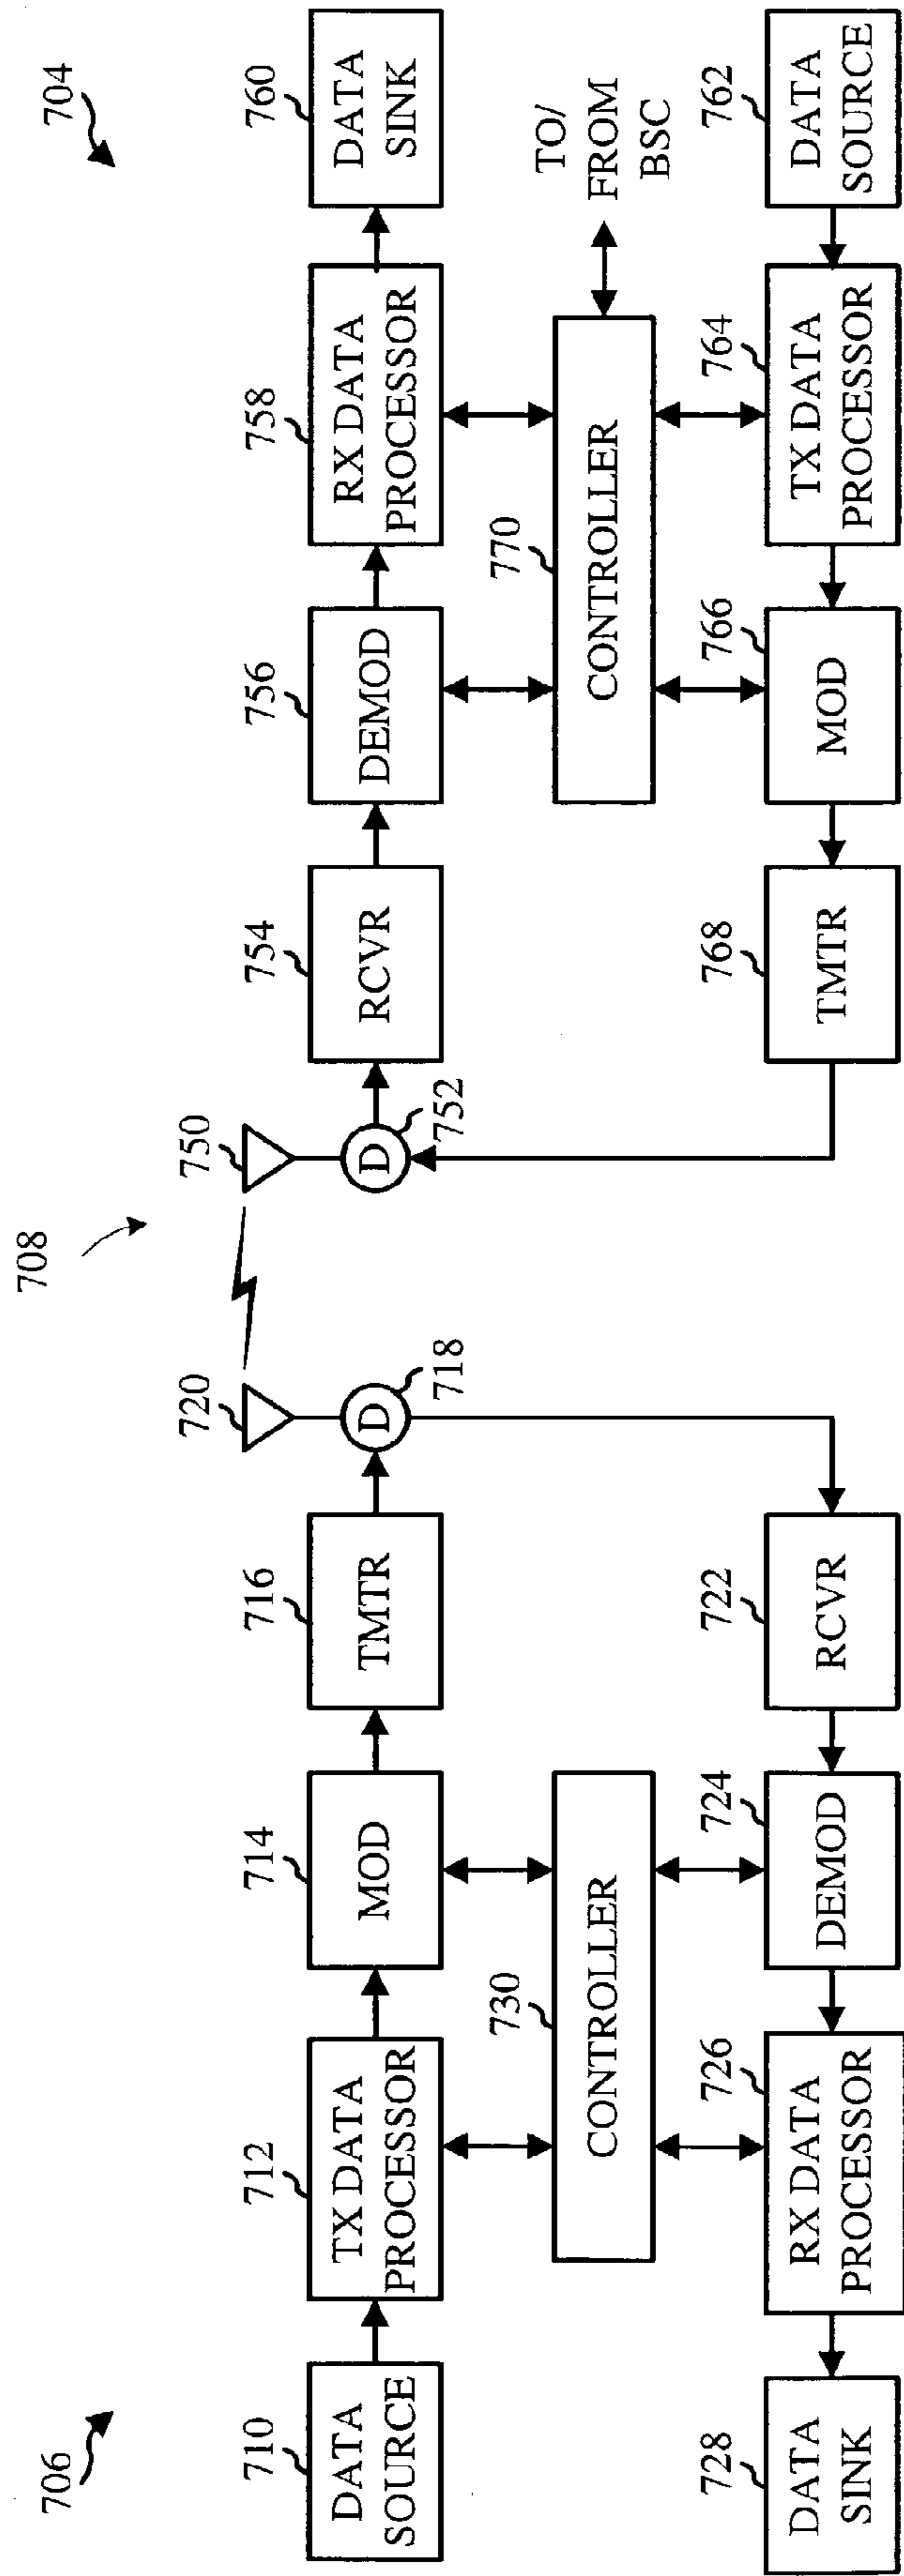 706
708
704
710
DATA
SOURCE
712
TX DATA
PROCESSOR
714
MOD
716
TMTR
720
D
718
750
D
752
754
RCVR
756
DEMOD
758
RX DATA
PROCESSOR
760
DATA
SINK
730
CONTROLLER
770
CONTROLLER
TO/
FROM
BSC
728
DATA
SINK
726
RX DATA
PROCESSOR
724
DEMOD
722
RCVR
768
TMTR
766
MOD
764
TX DATA
PROCESSOR
762
DATA
SOURCE